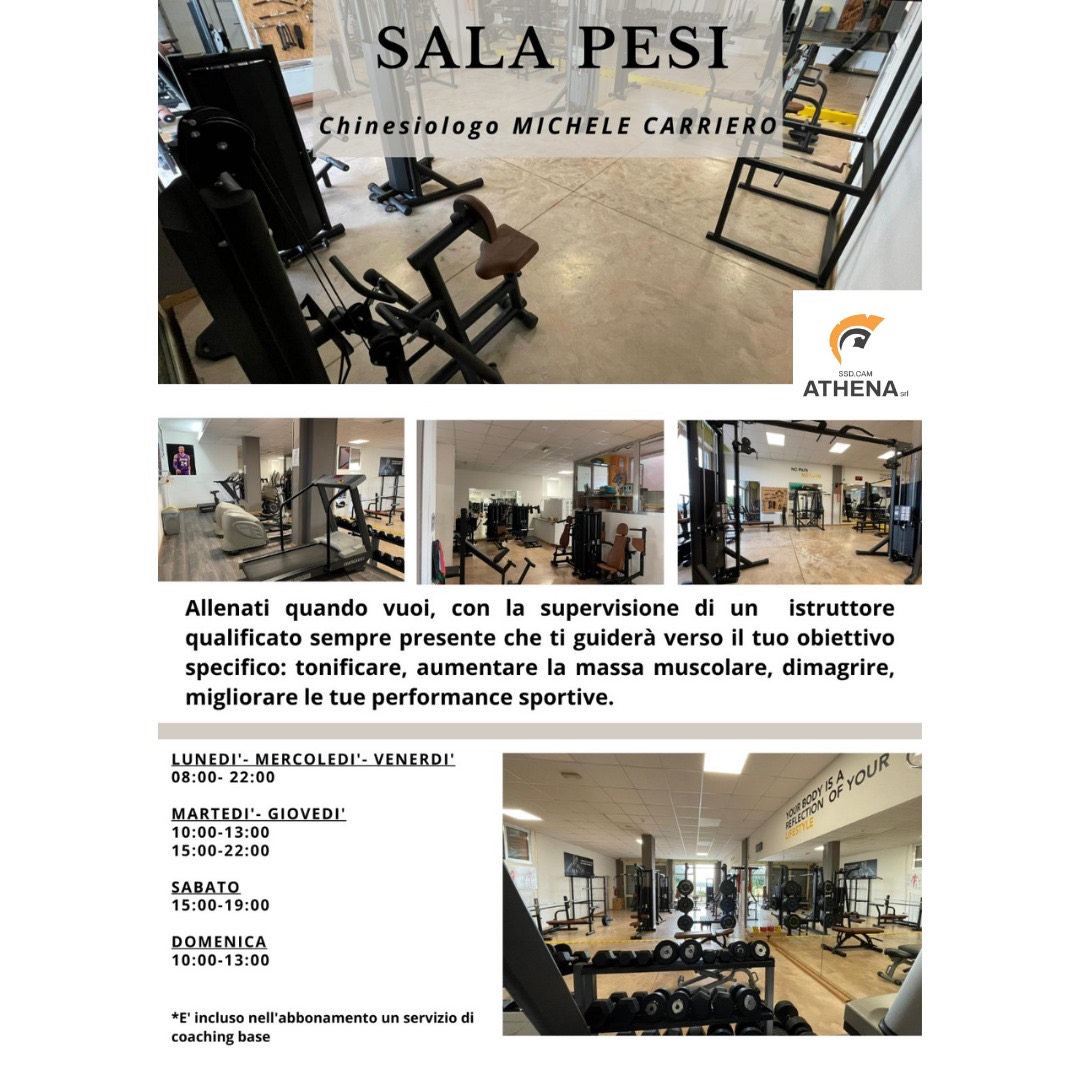 SALA PESI
Chinesiologo MICHELE CARRIERO
SSD.CAM
ATHENA srl
NO PAIN
Allenati quando vuoi, con la supervisione di un istruttore
qualificato sempre presente che ti guiderà verso il tuo obiettivo
specifico: tonificare, aumentare la massa muscolare, dimagrire,
migliorare le tue performance sportive.
LUNEDI'- MERCOLEDI'- VENERDI'
08:00- 22:00
MARTEDI'- GIOVEDI'
10:00-13:00
15:00-22:00
SABATO
15:00-19:00
DOMENICA
10:00-13:00
*E' incluso nell'abbonamento un servizio di
coaching base
YOUR BODY IS A
REFLECTION OF YOUR
LIFESTYLE